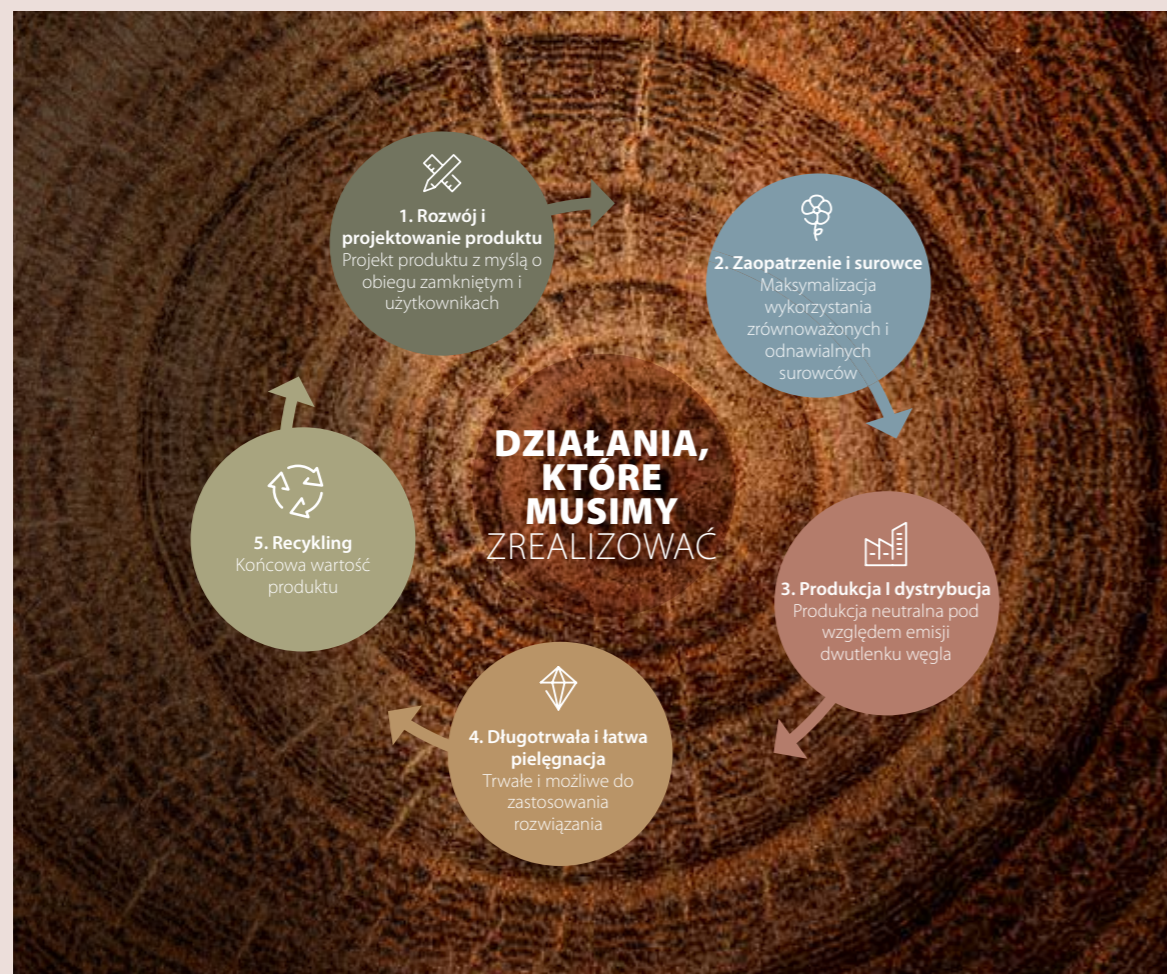 1. Rozwój i
projektowanie produktu
Projekt produktu z myślą o
obiegu zamkniętym i
użytkownikach
2. Zaopatrzenie i surowce
Maksymalizacja
wykorzystania
zrównoważonych i
odnawialnych
surowców
DZIAŁANIA,
KTÓRE
MUSIMY
ZREALIZOWAĆ
3. Produkcja I dystrybucja
Produkcja neutralna pod
względem emisji
dwutlenku węgla
4. Długotrwała i łatwa
pielęgnacja
Trwałe i możliwe do
zastosowania
rozwiązania
5. Recykling
Końcowa wartość
produktu